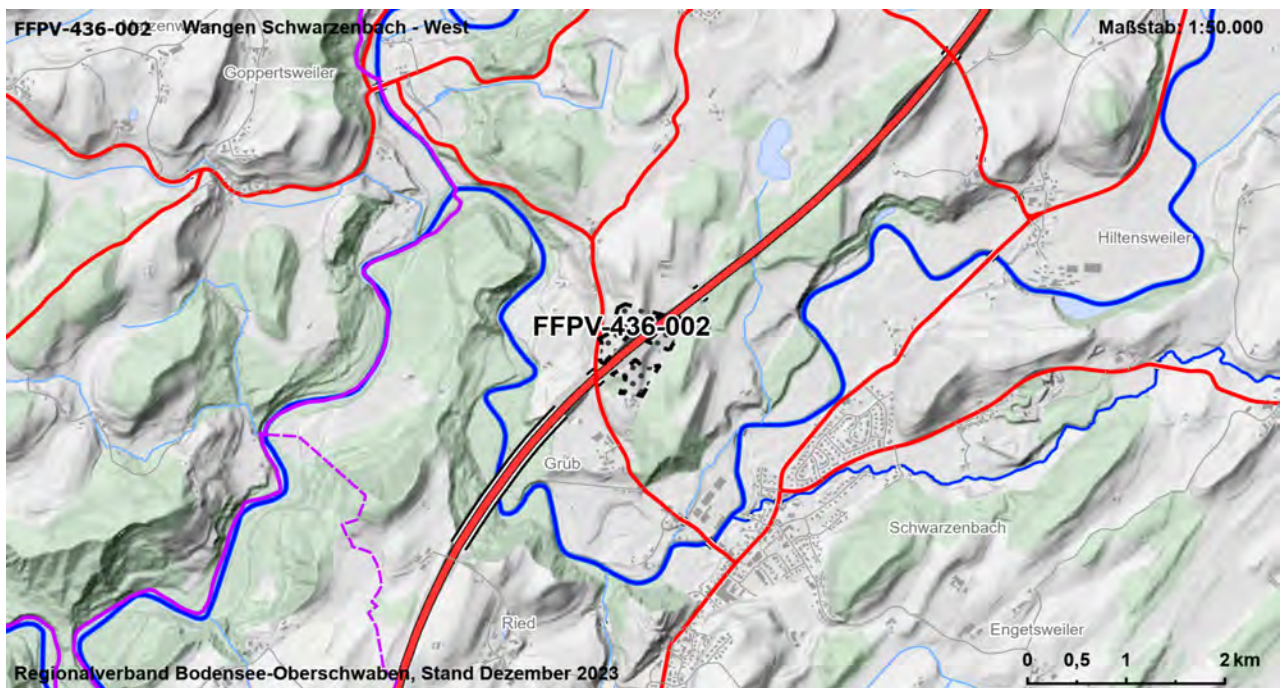 FFPV-436-002 Wangen Schwarzenbach - West
Maßstab: 1:50.000
Goppertsweiler
Hiltensweiler
FFPV-436-002
Grub
Schwarzenbach
Ried
Engetsweiler
Regionalverband Bodensee-Oberschwaben, Stand Dezember 2023
0 0,5 1 2 km